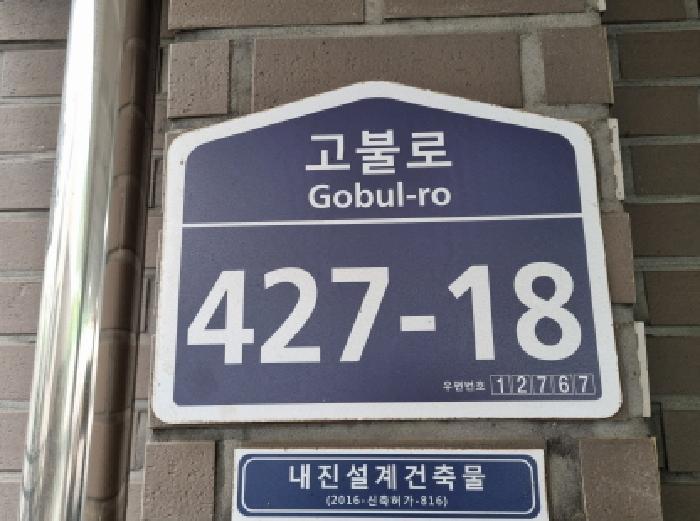 고불로
Gobul-ro
427-18
우편번호 12767
내진설계건축물
(2016-신축허가-816)